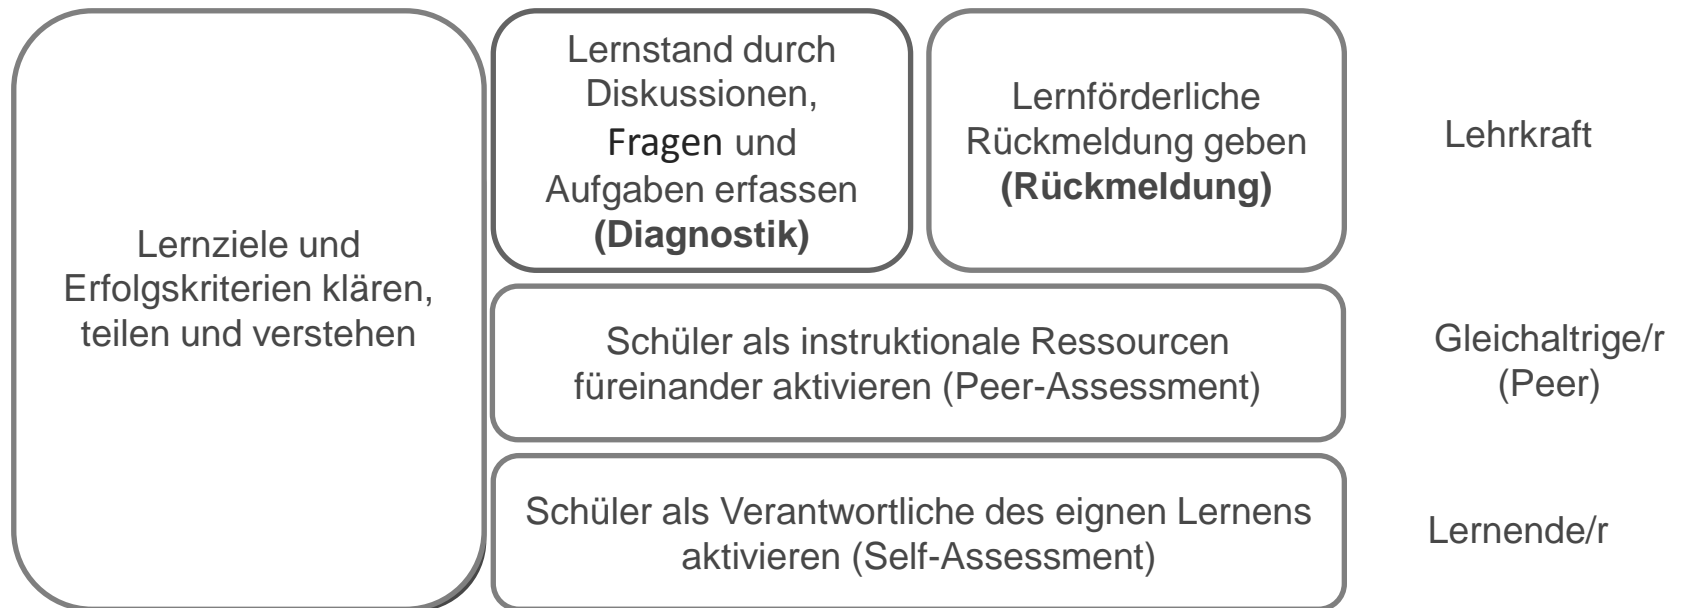 Lernziele und
Erfolgskriterien klären,
teilen und verstehen
Lernstand durch
Diskussionen,
Fragen und
Aufgaben erfassen
(Diagnostik)
Lernförderliche
Rückmeldung geben
(Rückmeldung)
Lehrkraft
Schüler als instruktionale Ressourcen
füreinander aktivieren (Peer-Assessment)
Gleichaltrige/r
(Peer)
Schüler als Verantwortliche des eignen Lernens
aktivieren (Self-Assessment)
Lernende/r